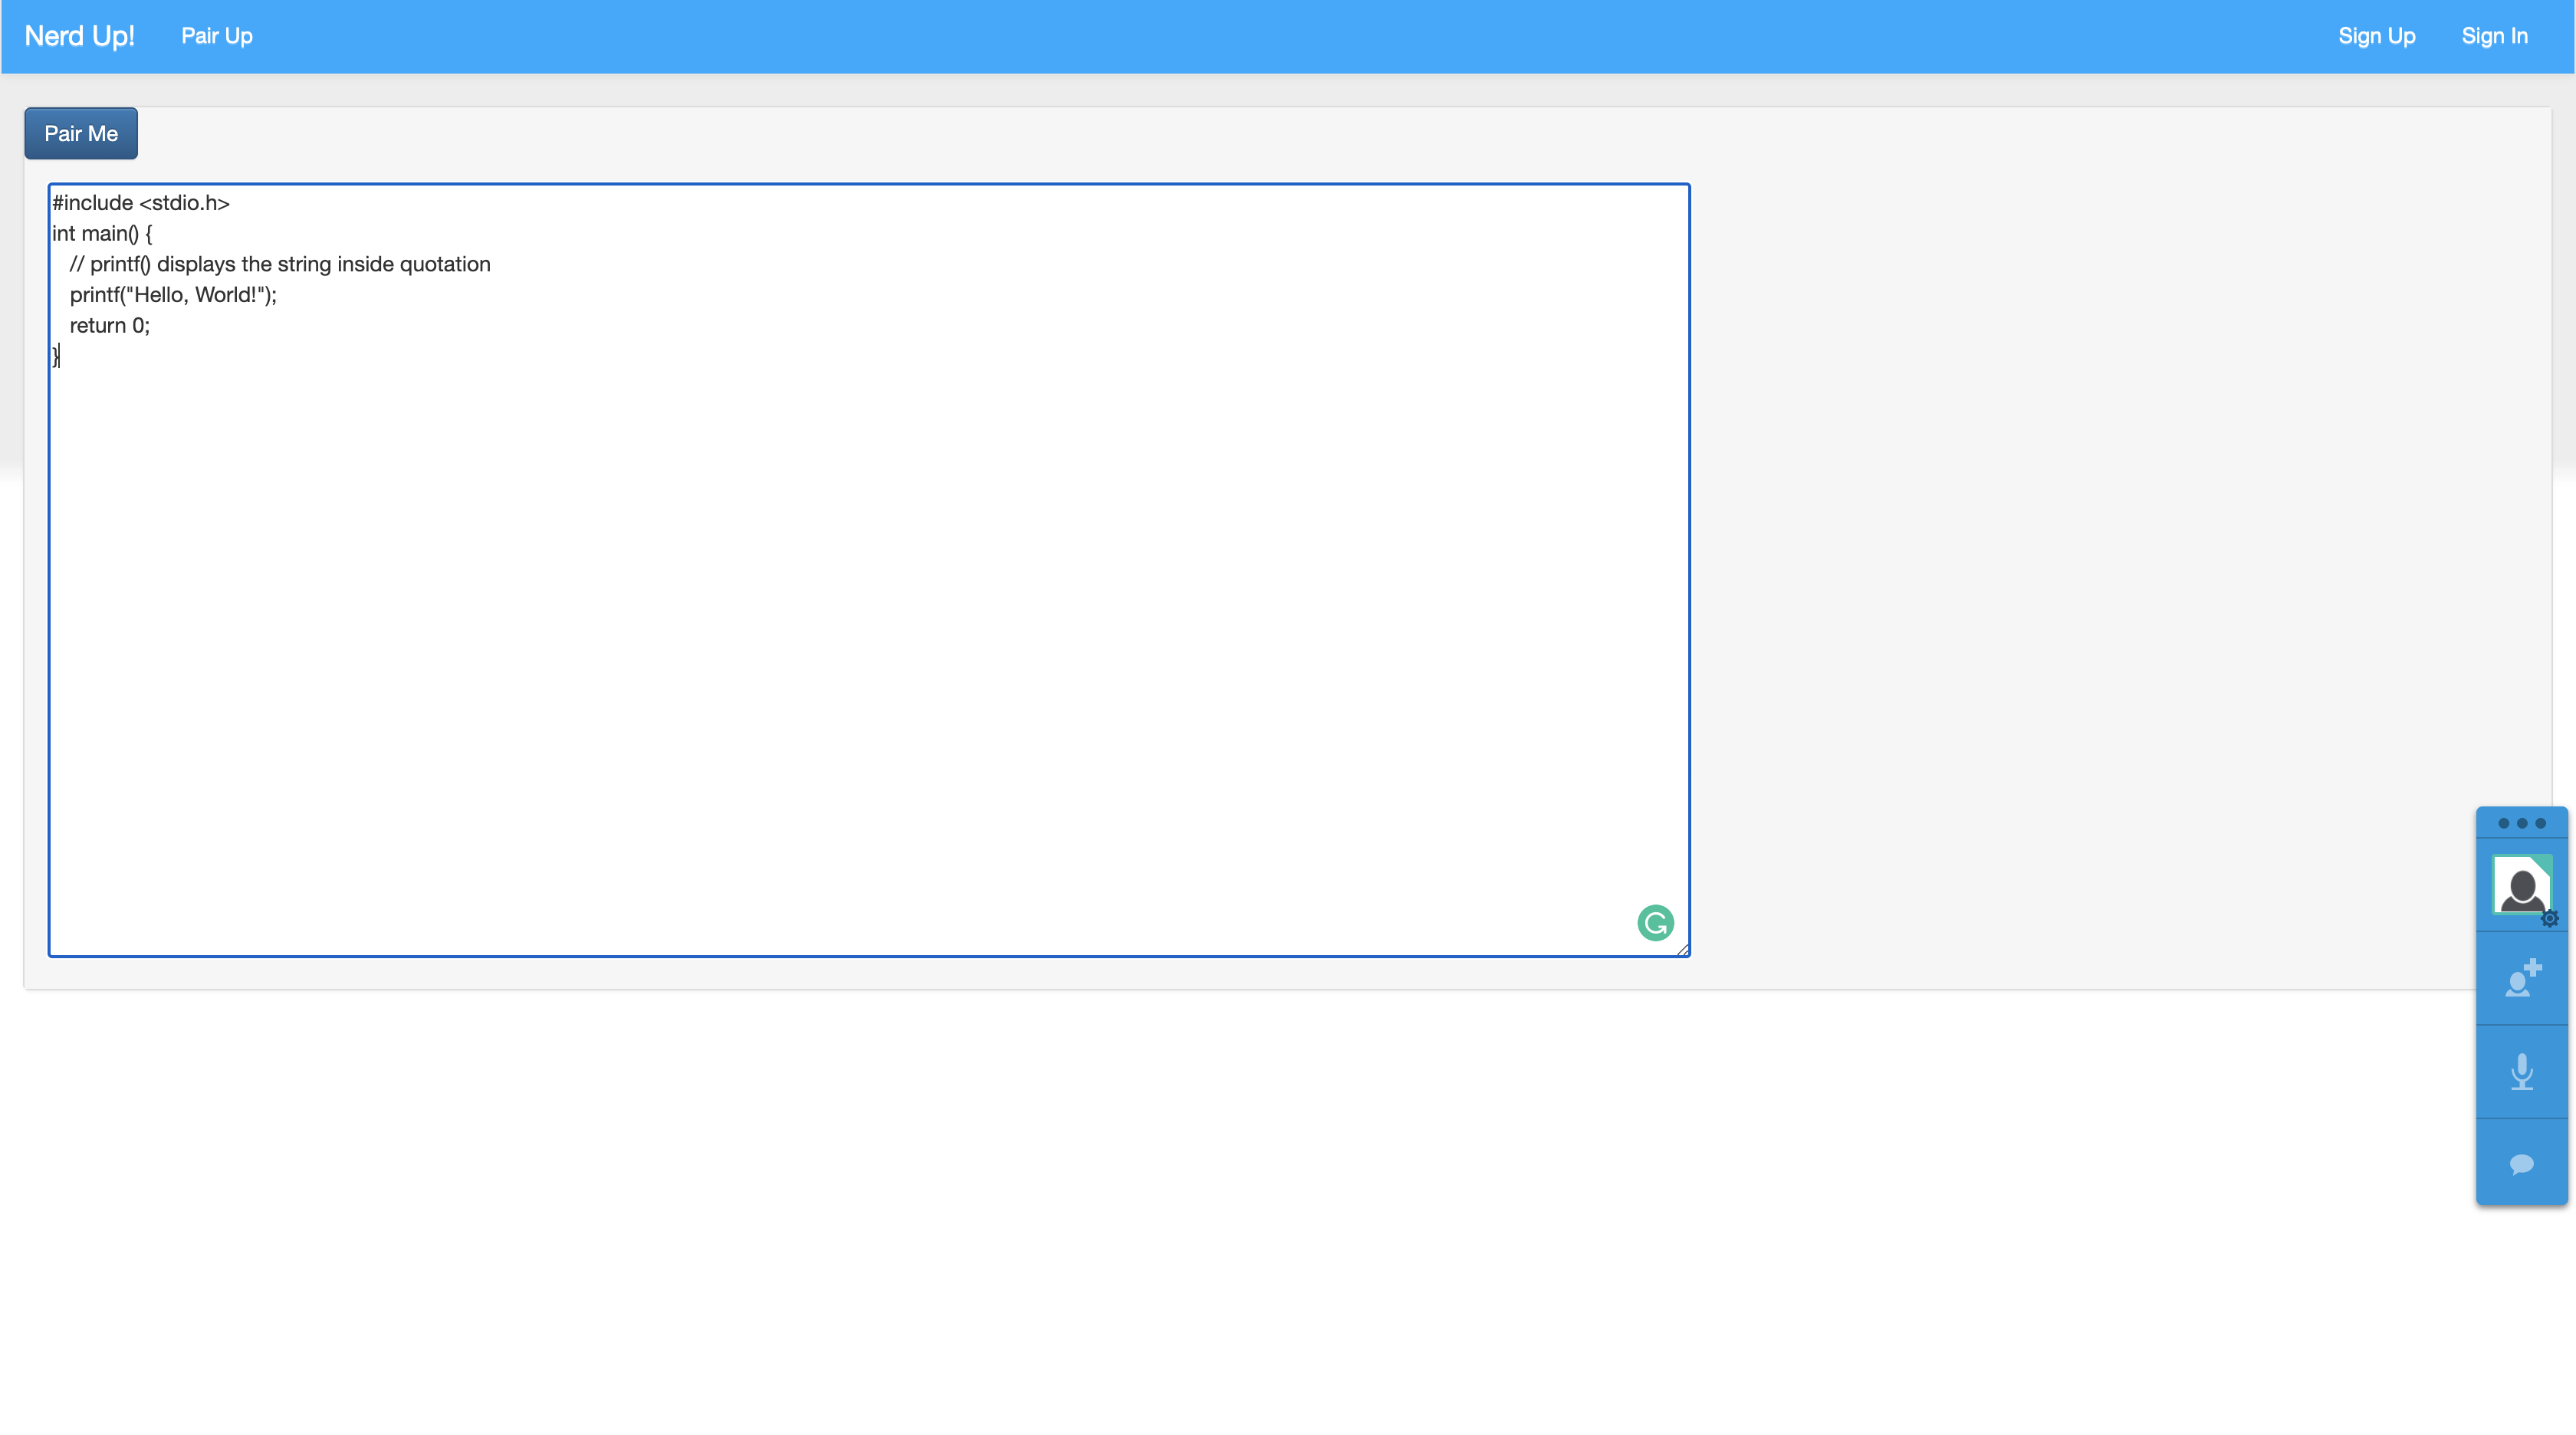 Nerd Up! Pair Up Sign Up Sign In
Pair Me
#include <stdio.h>
int main() {
   // printf() displays the string inside quotation
   printf("Hello, World!");
   return 0;
}